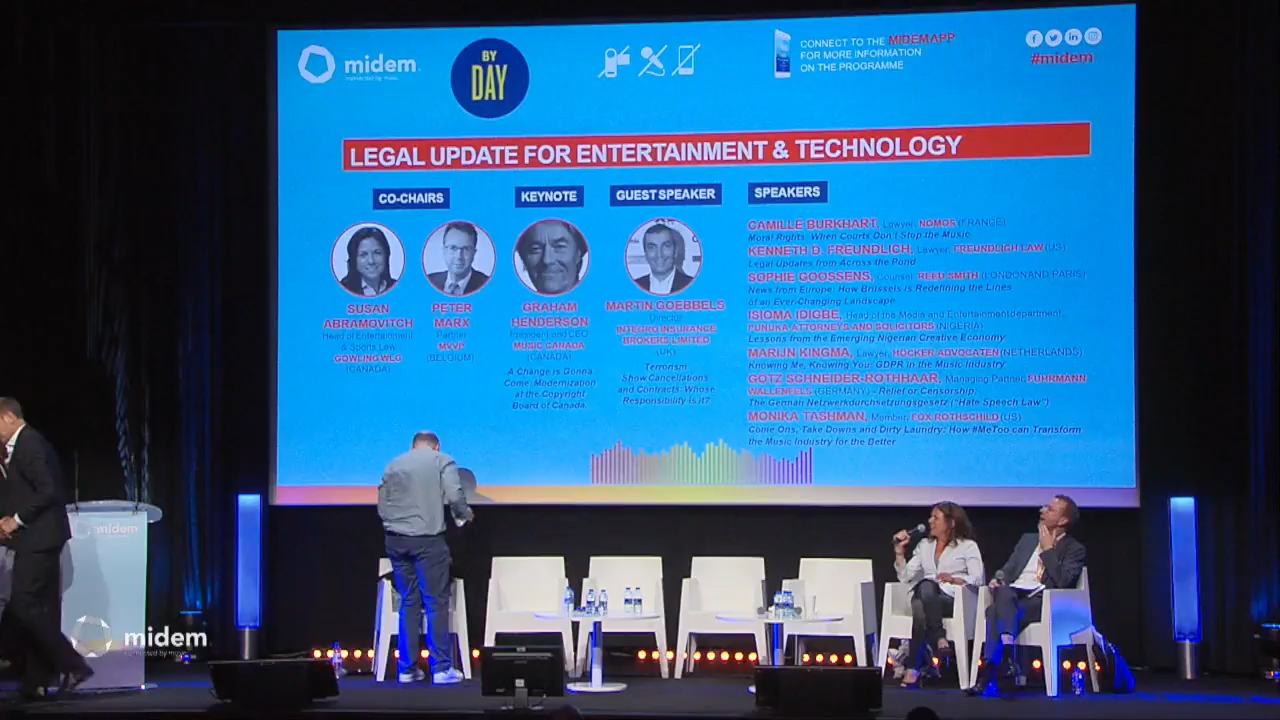 midem
BY
DAY
CONNECT TO THE MIDEMAPP
FOR MORE INFORMATION
ON THE PROGRAMME
#midem
LEGAL UPDATE FOR ENTERTAINMENT & TECHNOLOGY
CO-CHAIRS
KEYNOTE
GUEST SPEAKER
SPEAKERS
SUSAN
ABRAMOVITCH
Head of Entertainment
& Sports Law
GOWLING WLG
(CANADA)
PETER
MARX
Partner
MVVP
(BELGIUM)
GRAHAM
HENDERSON
President and CEO
MUSIC CANADA
(CANADA)
A Change is Gonna
Come: Modernization
at the Copyright
Board of Canada.
MARTIN GOEBBELS
Director
INTEGRO INSURANCE
BROKERS LIMITED
(UK)
Terrorism
Show Cancellations
and Contracts: Whose
Responsibility is it?
CAMILLE BURKHART, Lawyer, NOMOS (FRANCE)
Moral Rights: When Courts Don't Stop the Music
KENNETH D. FREUNDLICH, Lawyer, FREUNDLICH LAW (US)
Legal Updates from Across the Pond
SOPHIE GOOSSENS, Counsel, REED SMITH (LONDON AND PARIS)
News from Europe: How Brussels is Redefining the Lines
of an Ever-Changing Landscape
ISIOMA IDIGBE, Head of the Media and Entertainment department,
PUNUKA ATTORNEYS AND SOLICITORS (NIGERIA)
Lessons from the Emerging Nigerian Creative Economy
MARIJN KINGMA, Lawyer, HÖCKER ADVOCATEN (NETHERLANDS)
Knowing Me, Knowing You: GDPR in the Music Industry
GÖTZ SCHNEIDER-ROTHHAAR, Managing Partner, FUHRMANN
WALLENFELS (GERMANY) - Relief or Censorship:
The German Netzwerkdurchsetzungsgesetz ("Hate Speech Law")
MONIKA TASHMAN, Member, FOX ROTHSCHILD (US)
Come Ons, Take Downs and Dirty Laundry: How #MeToo can Transform
the Music Industry for the Better
midem
midem